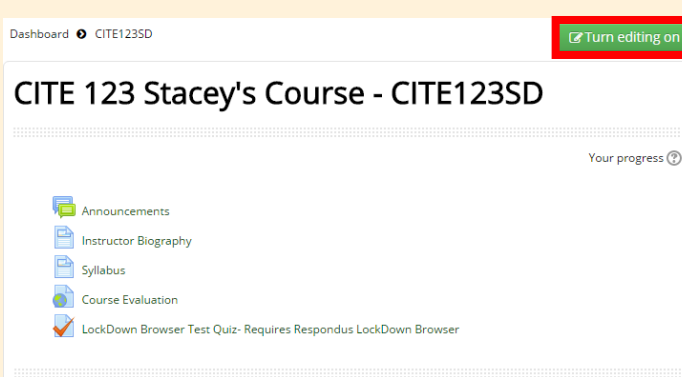 Dashboard CITE123SD
Turn editing on
CITE 123 Stacey's Course - CITE123SD
Your progress
Announcements
Instructor Biography
Syllabus
Course Evaluation
LockDown Browser Test Quiz- Requires Respondus LockDown Browser